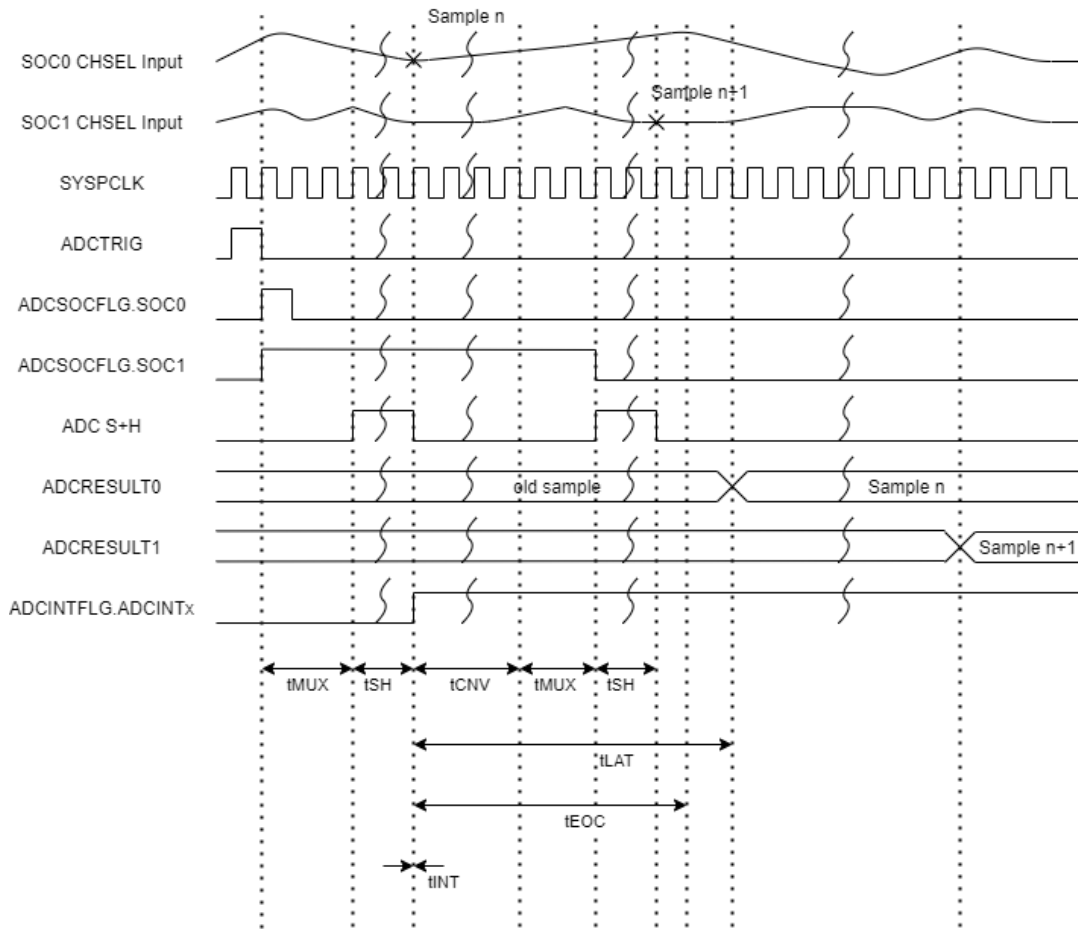 Sample n
SOC0 CHSEL Input
Sample n+1
SOC1 CHSEL Input
SYSPCLK
ADCTRIG
ADCSOCFLG.SOC0
ADCSOCFLG.SOC1
ADC S+H
ADCRESULT0
old sample
Sample n
ADCRESULT1
Sample n+1
ADCINTFLG.ADCINTx
tMUX
tSH
tCNV
tMUX
tSH
tLAT
tEOC
tINT